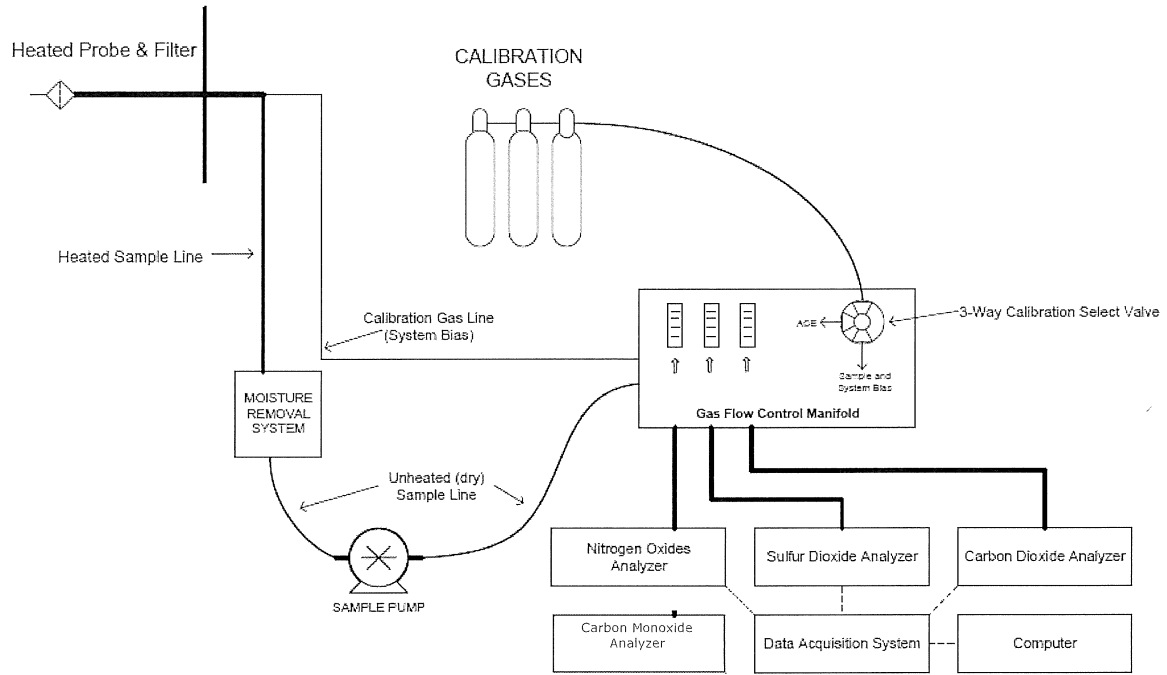 Heated Probe & Filter
CALIBRATION
GASES
Heated Sample Line
Calibration Gas Line
(System Bias)
3-Way Calibration Select Valve
ACE
Sample and
System Bias
Gas Flow Control Manifold
MOISTURE
REMOVAL
SYSTEM
Unheated (dry)
Sample Line
SAMPLE PUMP
Nitrogen Oxides
Analyzer
Sulfur Dioxide Analyzer
Carbon Dioxide Analyzer
Carbon Monoxide
Analyzer
Data Acquisition System
Computer